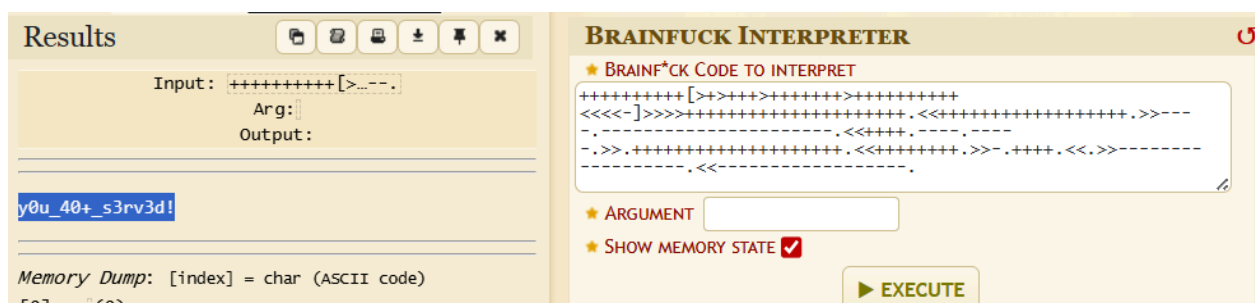 Results
Input: ++++++++++[>…--.
Arg:
Output:
y0u_40+_s3rv3d!
Memory Dump: [index] = char (ASCII code)
BRAINFUCK INTERPRETER
BRAINF*CK CODE TO INTERPRET
++++++++++[>+>+++>+++++++>++++++++++
<<<<-]>>>>+++++++++++++++++++++.<<++++++++++++++++++.>>---
-.----------------------.<<++++.----.----
-.>>.++++++++++++++++++++.<<++++++++.>>-.++++.<<.>>--------
----------.<<------------------.
ARGUMENT
SHOW MEMORY STATE
EXECUTE